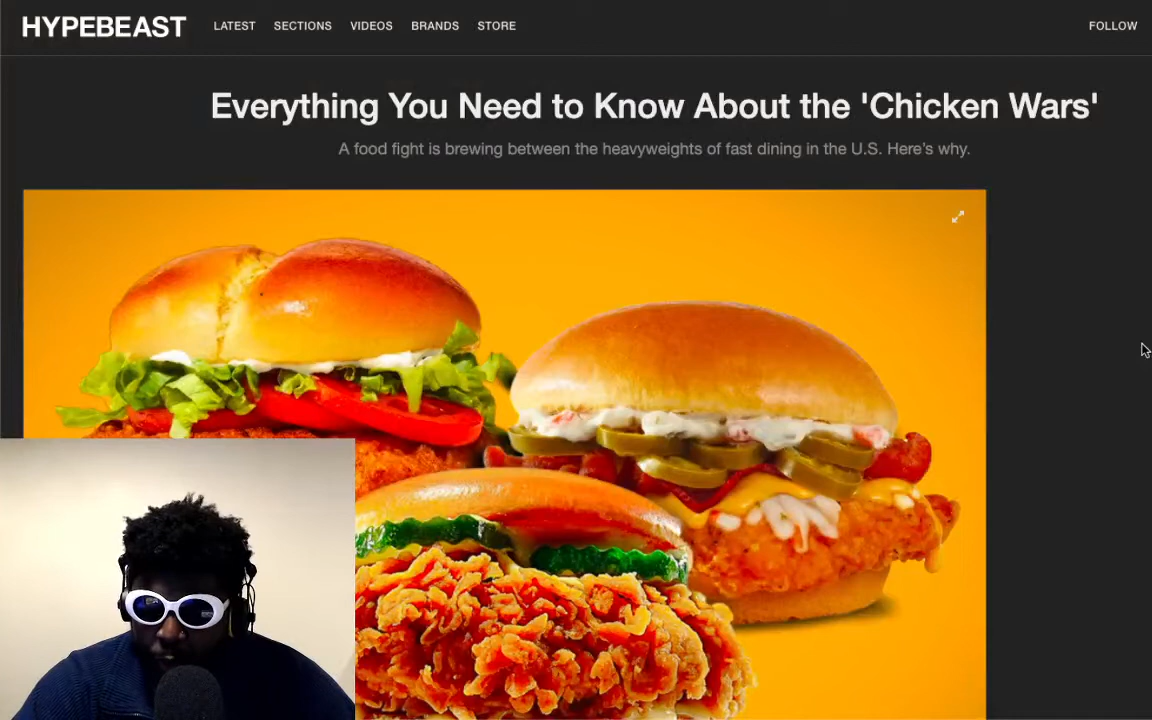 HYPEBEAST LATEST SECTIONS VIDEOS BRANDS STORE FOLLOW
Everything You Need to Know About the 'Chicken Wars'
A food fight is brewing between the heavyweights of fast dining in the U.S. Here's why.